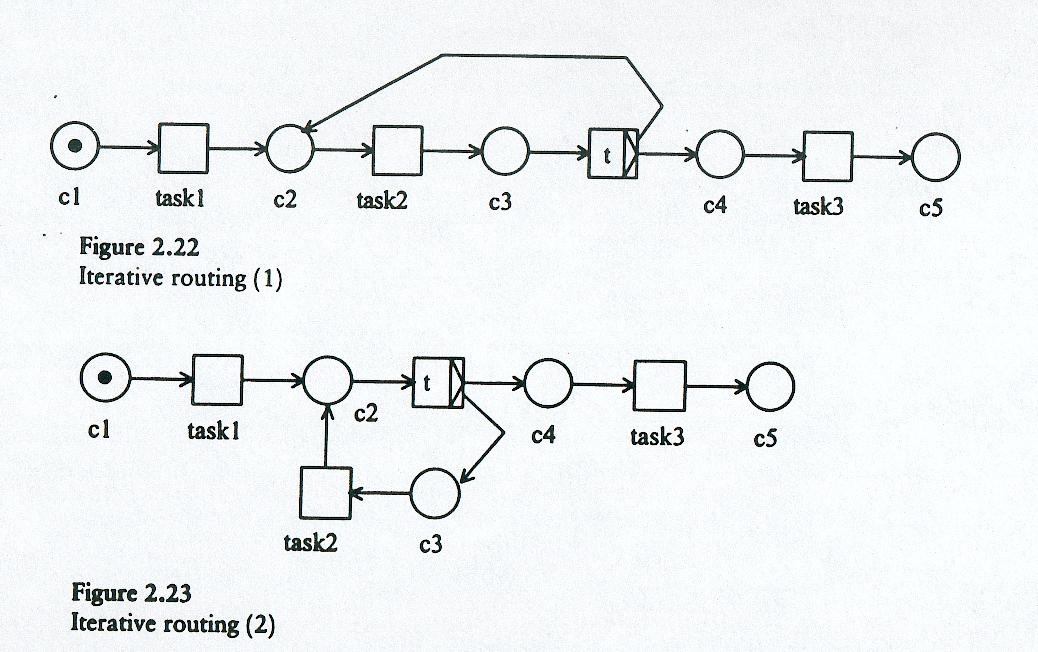 t
c1 task1 c2 task2 c3 c4 task3 c5
Figure 2.22
Iterative routing (1)
t
c2
c1 task1 c4 task3 c5
task2 c3
Figure 2.23
Iterative routing (2)